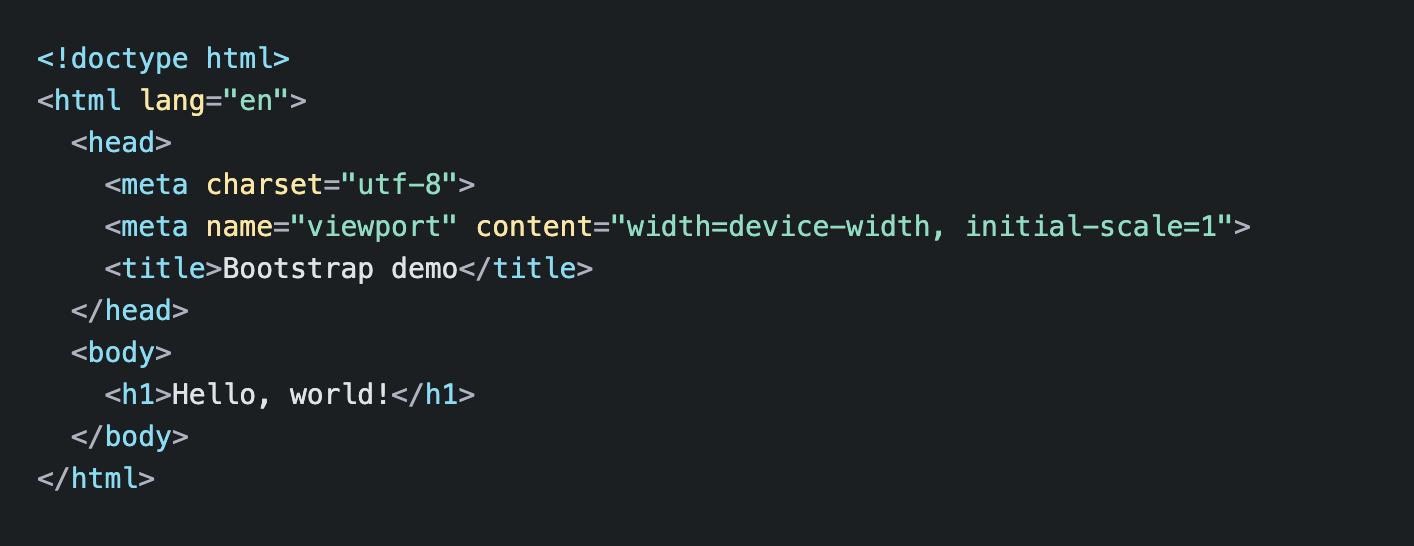 <!doctype html>
<html lang="en">
  <head>
    <meta charset="utf-8">
    <meta name="viewport" content="width=device-width, initial-scale=1">
    <title>Bootstrap demo</title>
  </head>
  <body>
    <h1>Hello, world!</h1>
  </body>
</html>